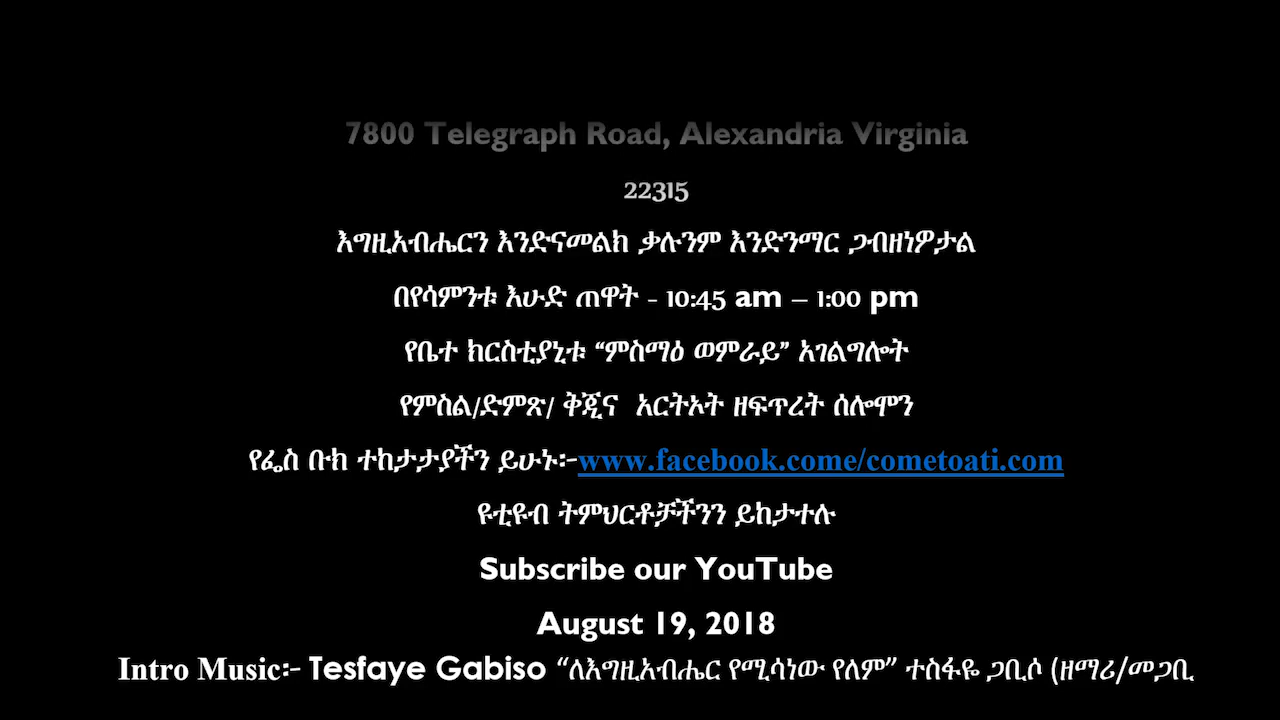 7800 Telegraph Road, Alexandria Virginia
22315
እግዚአብሔርን እንድናመልክ ቃሉንም እንድንማር ጋብዘነዎታል
በየሳምንቱ እሁድ ጠዋት - 10:45 am – 1:00 pm
የቤተ ክርስቲያኒቱ “ምስማዕ ወምራይ” አገልግሎት
የምስል/ድምጽ/ ቅጂና አርትኦት ዘፍጥረት ሰሎሞን
የፌስ ቡክ ተከታታያችን ይሁኑ፡-www.facebook.come/cometoati.com
ዩቲዩብ ትምህርቶቻችንን ይከታተሉ
Subscribe our YouTube
August 19, 2018
Intro Music፡- Tesfaye Gabiso “ለእግዚአብሔር የሚሳነው የለም” ተስፋዬ ጋቢሶ (ዘማሪ/መጋቢ